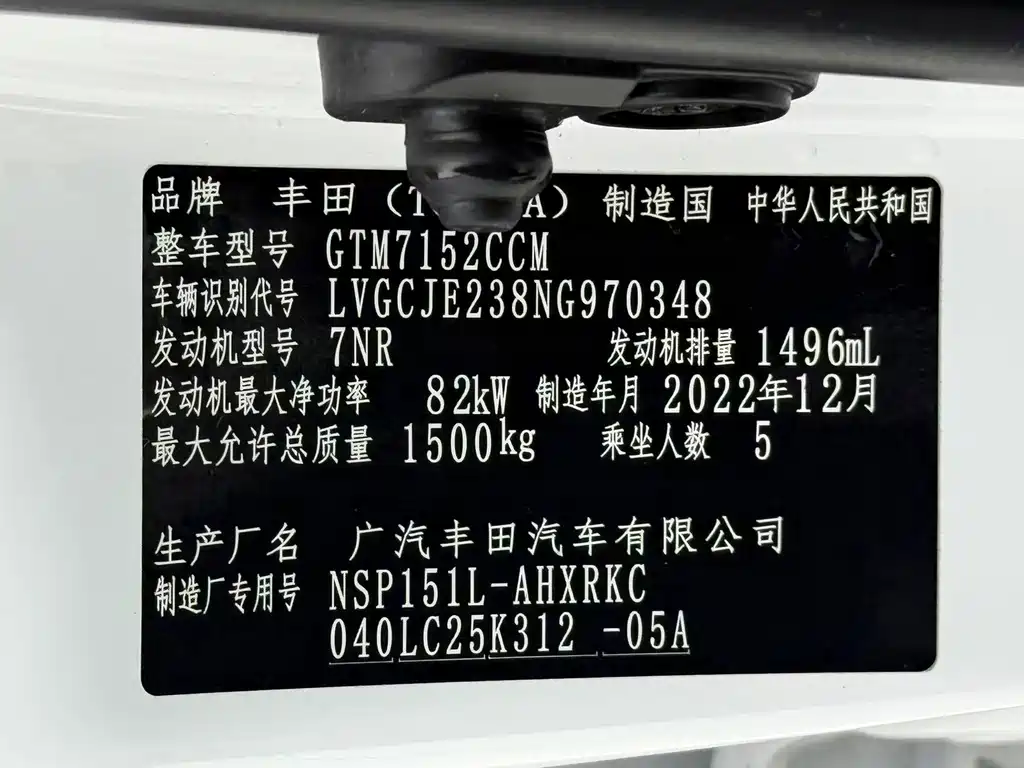 品牌 丰田（T A） 制造国 中华人民共和国
整车型号 GTM7152CCM
车辆识别代号 LVGCJE238NG970348
发动机型号 7NR 发动机排量 1496mL
发动机最大净功率 82kW 制造年月 2022年12月
最大允许总质量 1500kg 乘坐人数 5
生产厂名 广汽丰田汽车有限公司
制造厂专用号 NSP151L-AHXRKC
040LC25K312 -05A